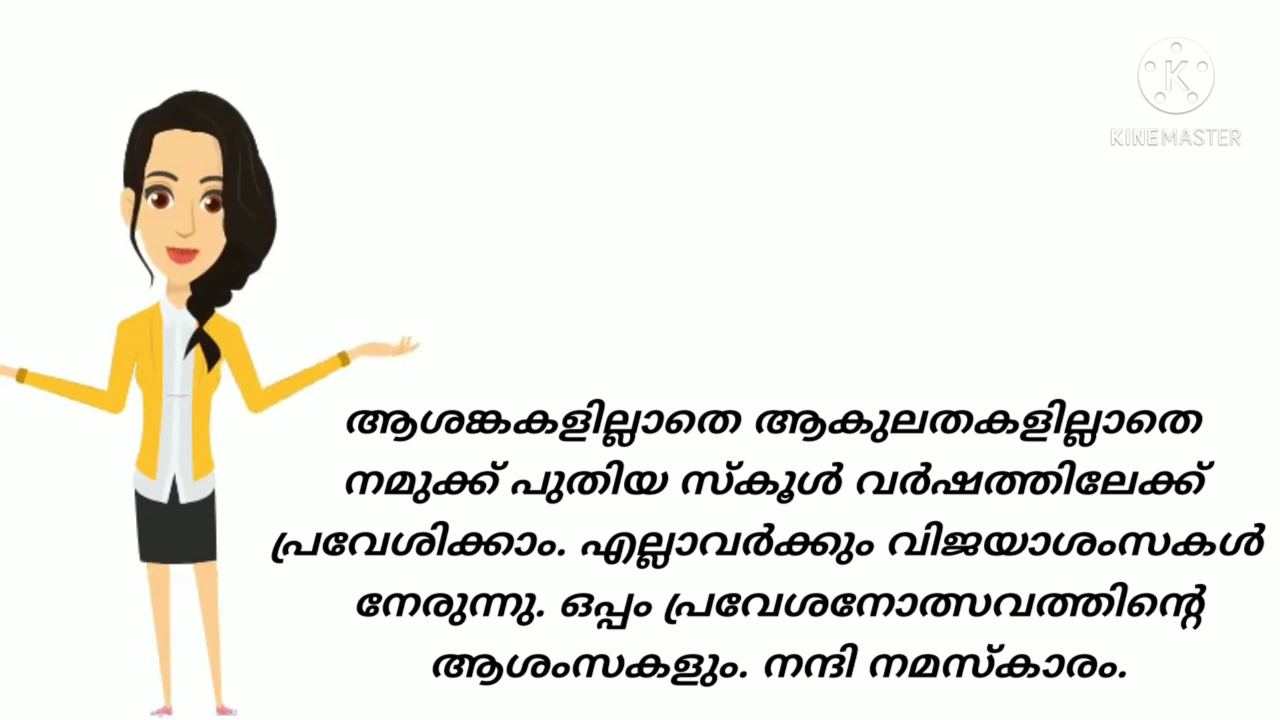 KINEMASTER
ആശങ്കകളില്ലാതെ ആകുലതകളില്ലാതെ
നമുക്ക് പുതിയ സ്കൂൾ വർഷത്തിലേക്ക്
പ്രവേശിക്കാം. എല്ലാവർക്കും വിജയാശംസകൾ
നേരുന്നു. ഒപ്പം പ്രവേശനോത്സവത്തിന്റെ
ആശംസകളും. നന്ദി നമസ്കാരം.